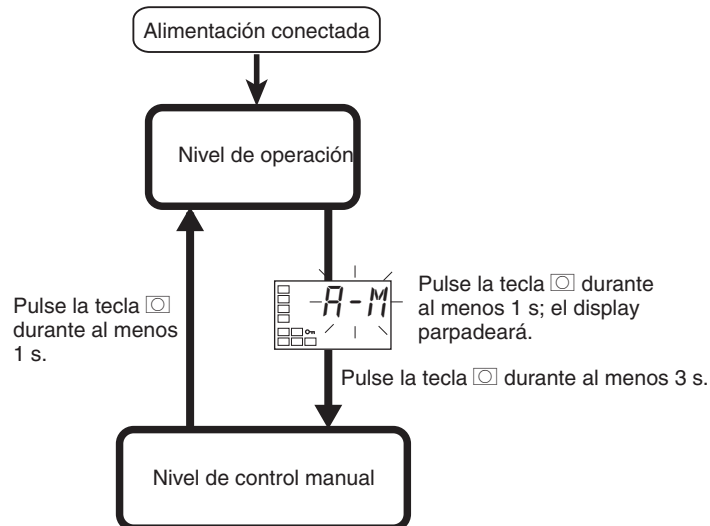 Alimentación conectada
Nivel de operación
Pulse la tecla
durante al menos
1 s.
A-M
Pulse la tecla durante
al menos 1 s; el display
parpadeará.
Pulse la tecla durante al menos 3 s.
Nivel de control manual